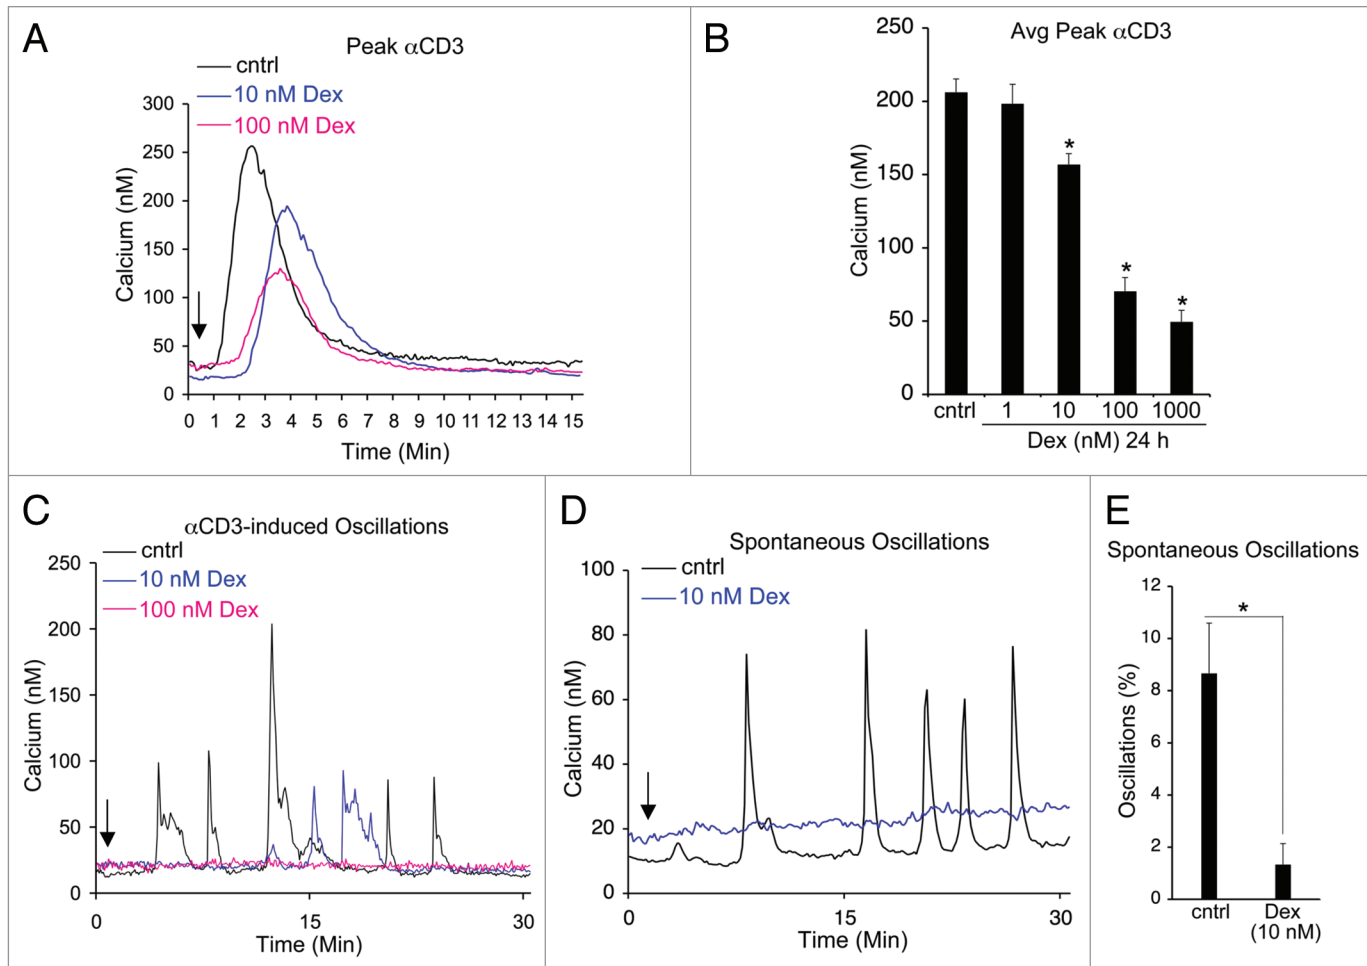 A
Peak αCD3
cntrl
10 nM Dex
100 nM Dex
300
250
200
150
100
50
0
Calcium (nM)
0 1 2 3 4 5 6 7 8 9 10 11 12 13 14 15
Time (Min)
B
Avg Peak αCD3
250
200
150
100
50
0
Calcium (nM)
* * *
cntrl 1 10 100 1000
Dex (nM) 24 h
C
αCD3-induced Oscillations
cntrl
10 nM Dex
100 nM Dex
250
200
150
100
50
0
Calcium (nM)
0 15 30
Time (Min)
D
Spontaneous Oscillations
cntrl
10 nM Dex
100
80
60
40
20
0
Calcium (nM)
0 15 30
Time (Min)
E
Spontaneous Oscillations
12
10
8
6
4
2
0
Oscillations (%)
*
cntrl Dex
(10 nM)